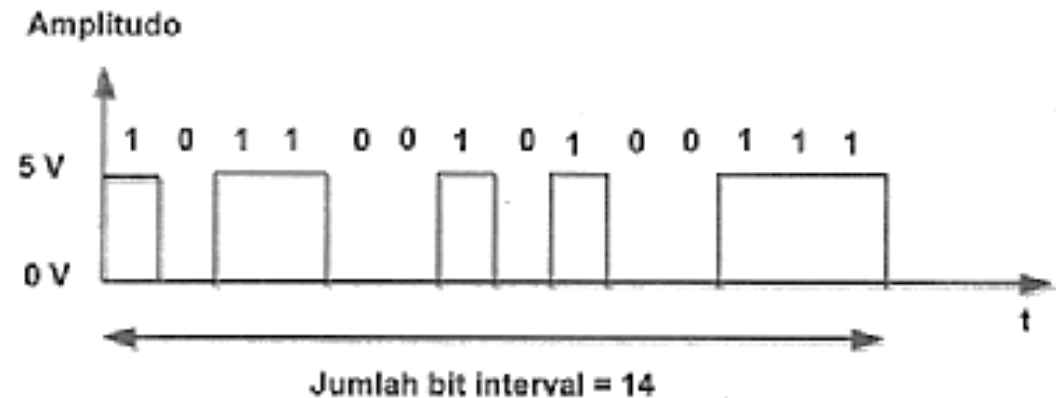 Amplitudo
1 0 1 1 0 0 1 0 1 0 0 1 1 1
5 V
0 V
t
Jumlah bit interval = 14